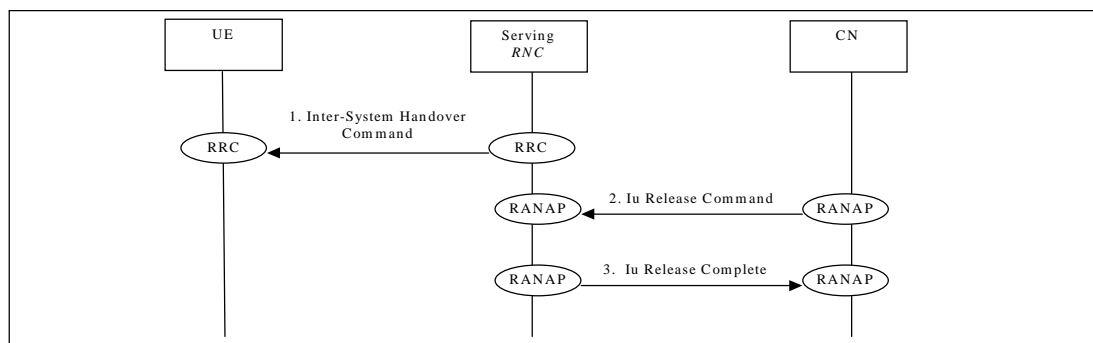 UE
Serving
RNC
CN
1. Inter-System Handover
Command
RRC
RRC
RANAP
2. Iu Release Command
RANAP
RANAP
3. Iu Release Complete
RANAP